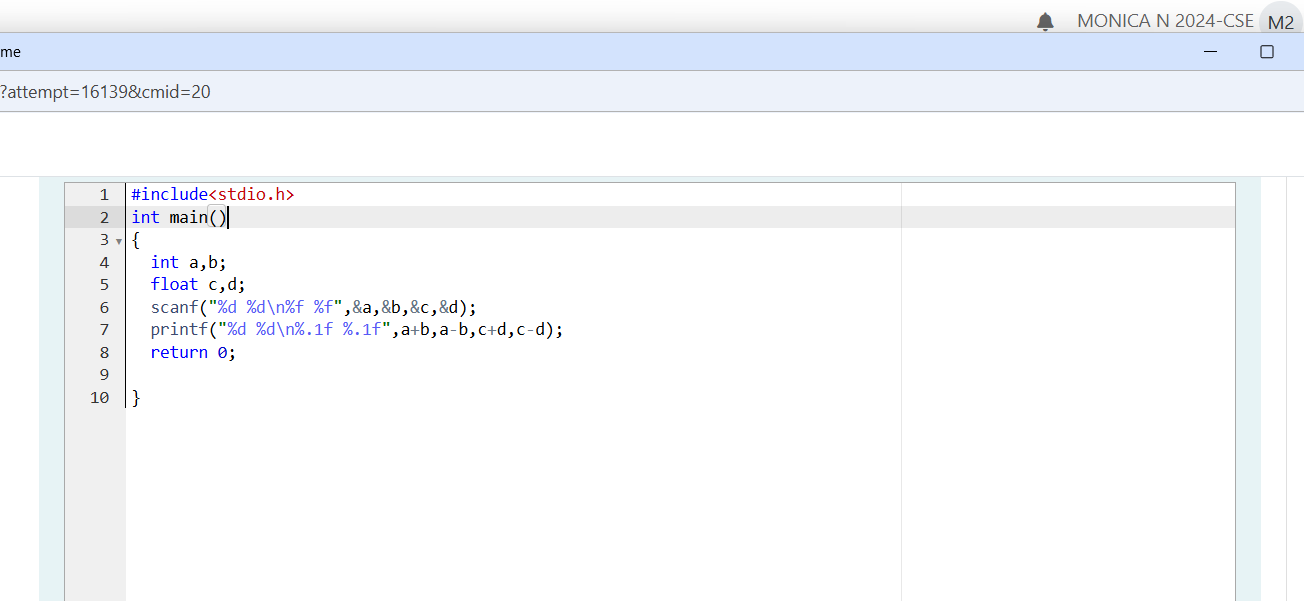 MONICA N 2024-CSE M2
me
?attempt=16139&cmid=20
1 #include<stdio.h>
2 int main()
3 {
4 int a,b;
5 float c,d;
6 scanf("%d %d\n%f %f",&a,&b,&c,&d);
7 printf("%d %d\n%.1f %.1f",a+b,a-b,c+d,c-d);
8 return 0;
9
10 }